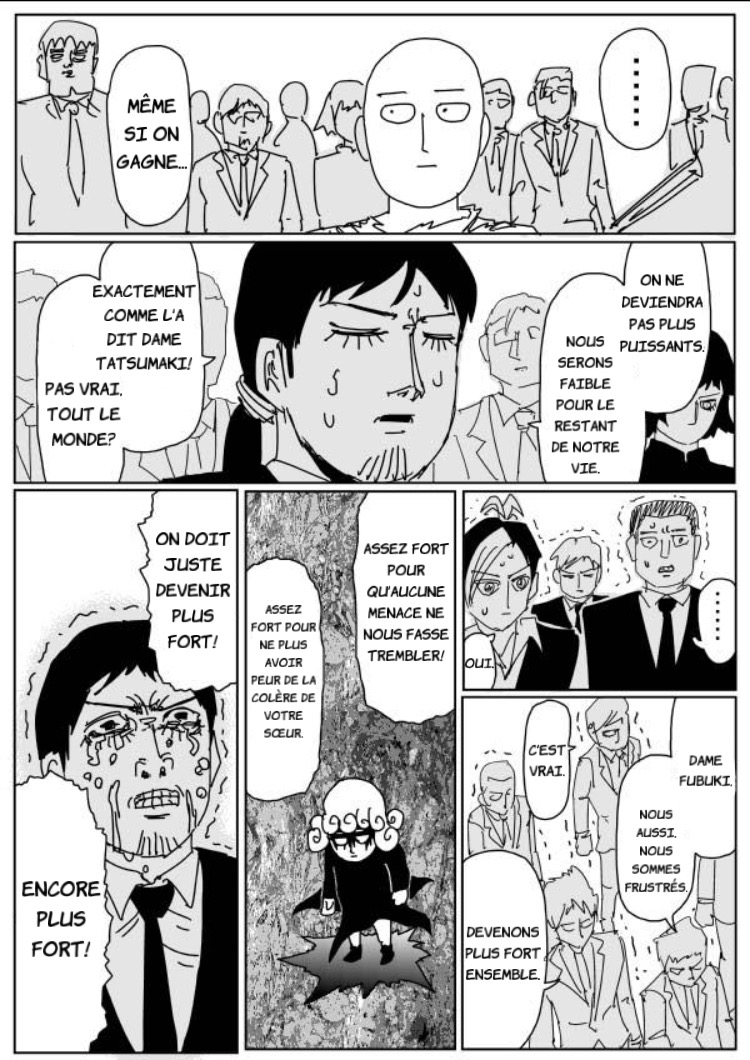 ......
MÊME
SI ON
GAGNE...
ON NE
DEVIENDRA
PAS PLUS
PUISSANTS.
NOUS
SERONS
FAIBLE
POUR LE
RESTANT
DE NOTRE
VIE.
EXACTEMENT
COMME L'A
DIT DAME
TATSUMAKI!
PAS VRAI,
TOUT LE
MONDE?
......
OUI.
DAME
FUBUKI.
NOUS
AUSSI,
NOUS
SOMMES
FRUSTRÉS.
C'EST
VRAI.
DEVENONS
PLUS FORT
ENSEMBLE.
ASSEZ FORT
POUR
QU'AUCUNE
MENACE NE
NOUS FASSE
TREMBLER!
ASSEZ
FORT POUR
NE PLUS
AVOIR
PEUR DE LA
COLÈRE DE
VOTRE
SŒUR.
ON DOIT
JUSTE
DEVENIR
PLUS
FORT!
ENCORE
PLUS
FORT!